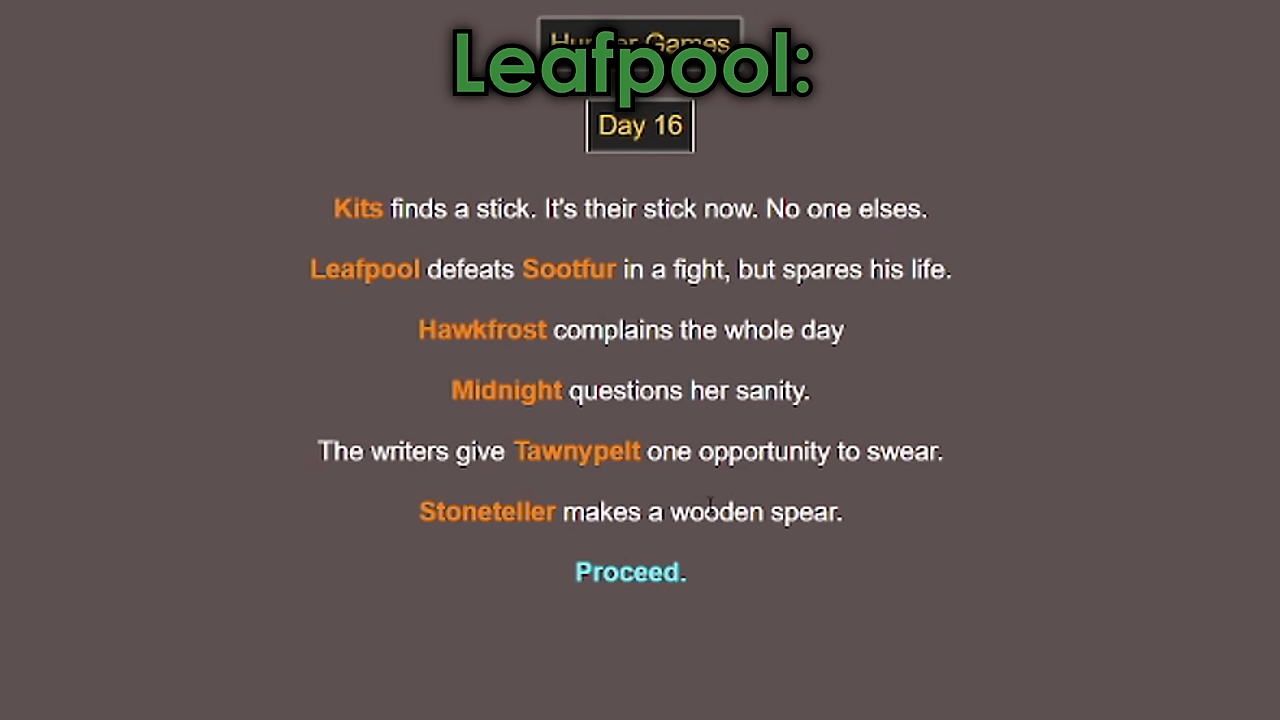 Hunger Games
Leafpool:
Day 16
Kits finds a stick. It's their stick now. No one elses.
Leafpool defeats Sootfur in a fight, but spares his life.
Hawkfrost complains the whole day
Midnight questions her sanity.
The writers give Tawnypelt one opportunity to swear.
Stoneteller makes a wooden spear.
Proceed.